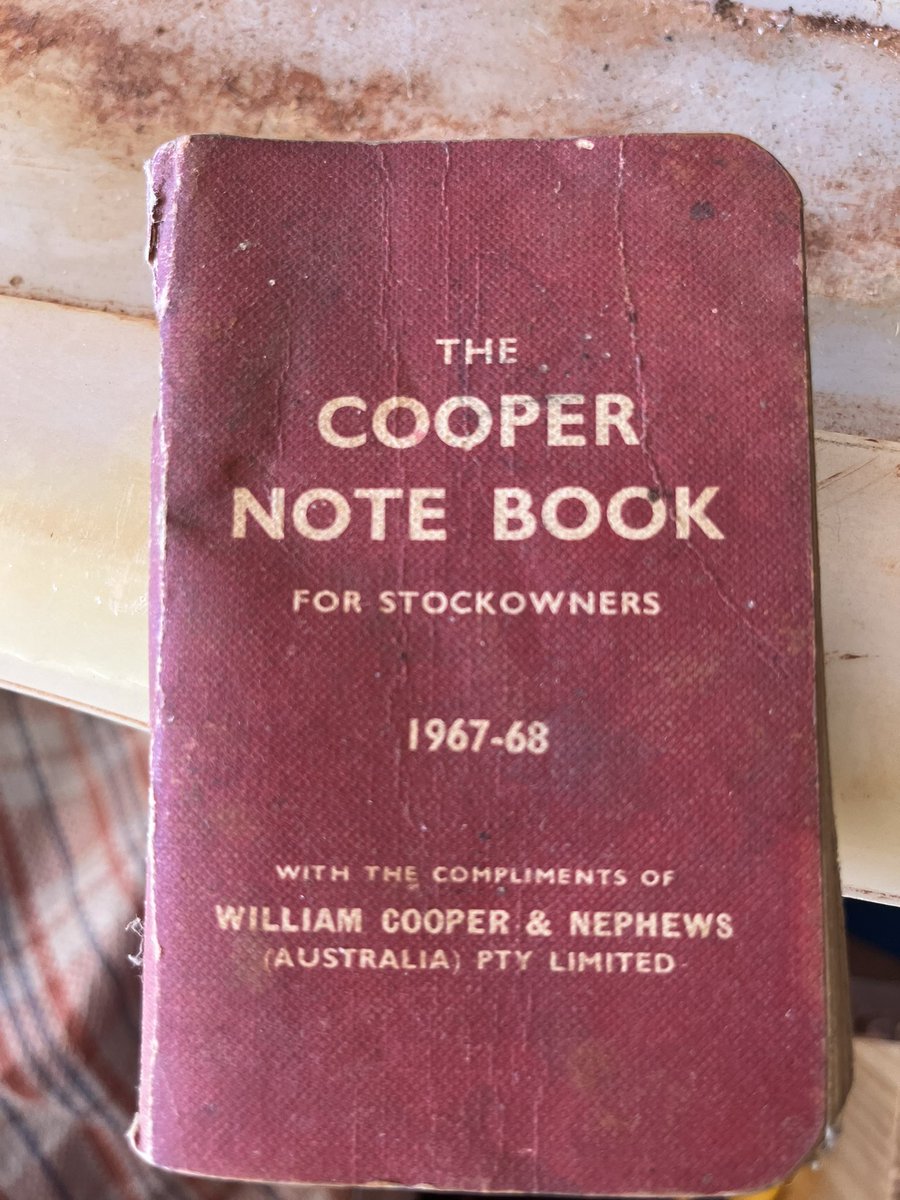 THE
COOPER
NOTE BOOK
FOR STOCKOWNERS
1967-68
WITH THE COMPLIMENTS OF
WILLIAM COOPER & NEPHEWS
(AUSTRALIA) PTY LIMITED